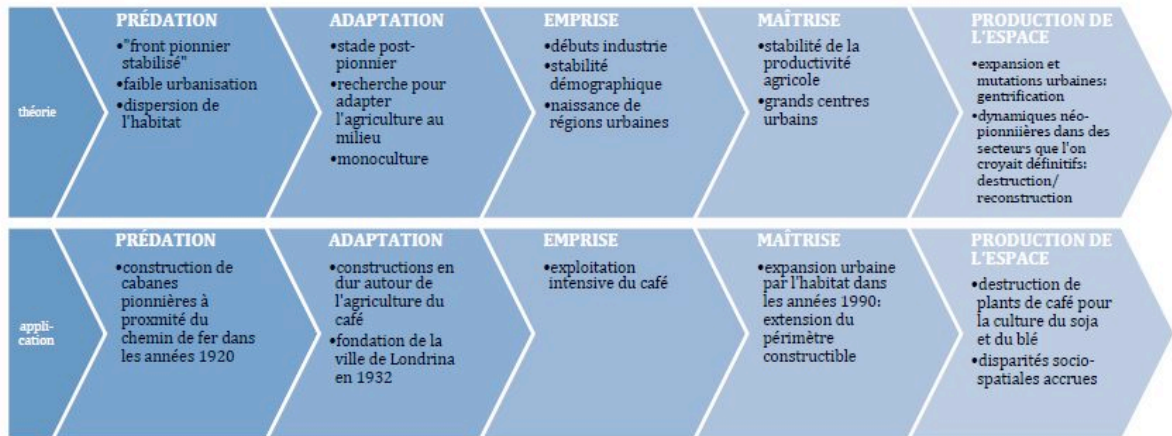 théorie
PRÉDATION
•"front pionnier
stabilisé"
•faible urbanisation
•dispersion de
l'habitat
ADAPTATION
•stade post-
pionnier
•recherche pour
adapter
l'agriculture au
milieu
•monoculture
EMPRISE
•débuts industrie
•stabilité
démographique
•naissance de
régions urbaines
MAÎTRISE
•stabilité de la
productivité
agricole
•grands centres
urbains
PRODUCTION DE
L'ESPACE
•expansion et
mutations urbaines:
gentrification
•dynamiques néo-
pionniières dans des
secteurs que l'on
croyait définitifs:
destruction/
reconstruction
appli-
cation
PRÉDATION
•construction de
cabanes
pionnières à
proxmité du
chemin de fer dans
les années 1920
ADAPTATION
•constructions en
dur autour de
l'agriculture du
café
•fondation de la
ville de Londrina
en 1932
EMPRISE
•exploitation
intensive du café
MAÎTRISE
•expansion urbaine
par l'habitat dans
les années 1990:
extension du
périmètre
constructible
PRODUCTION DE
L'ESPACE
•destruction de
plants de café pour
la culture du soja
et du blé
•disparités socio-
spatiales accrues